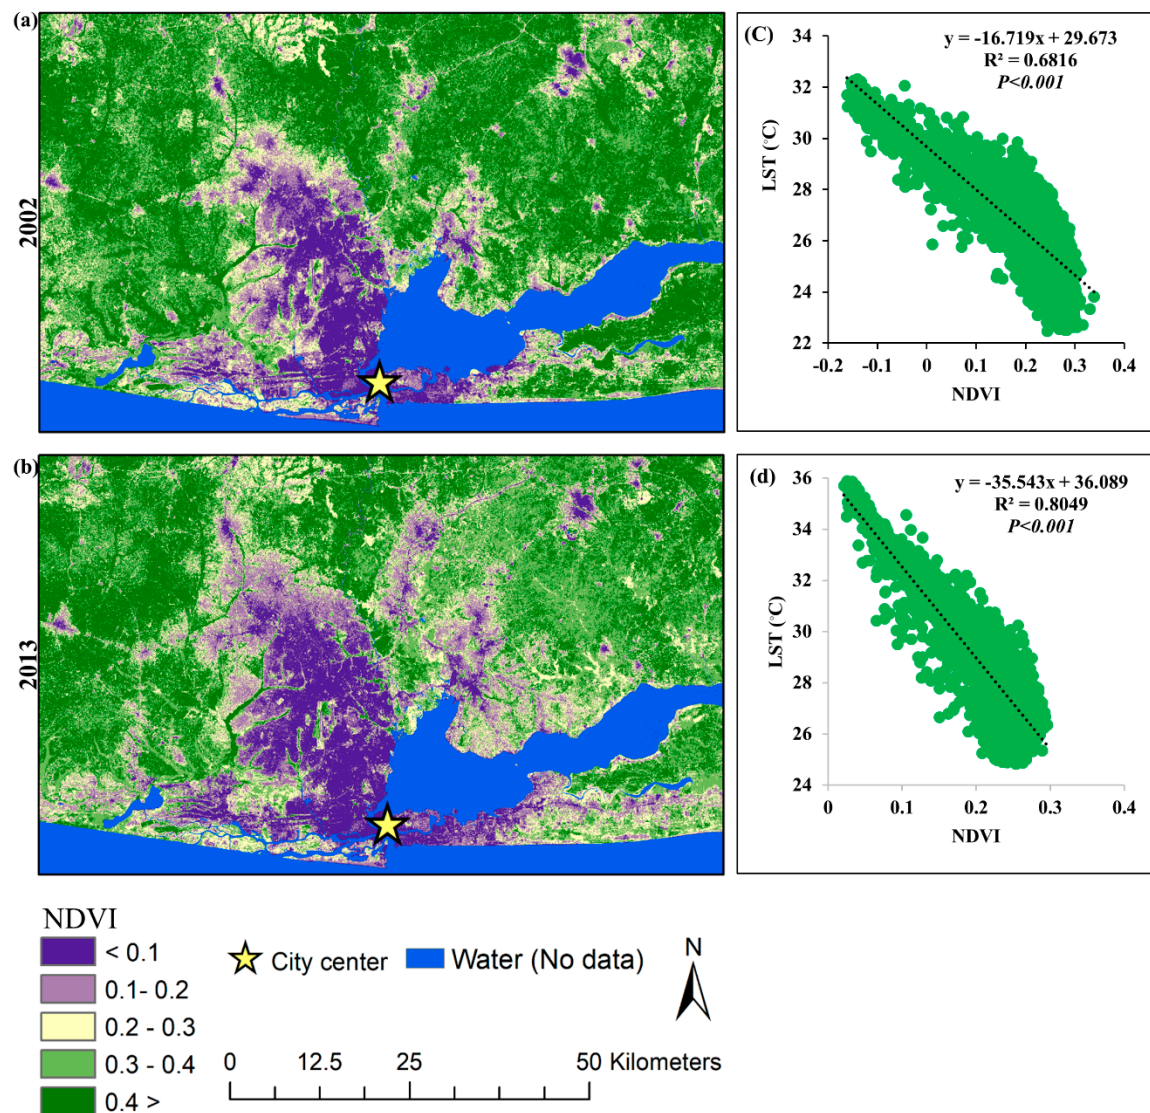 (a)
2002
(C)
y = -16.719x + 29.673
R² = 0.6816
P<0.001
LST (°C)
34
32
30
28
26
24
22
-0.2 -0.1 0 0.1 0.2 0.3 0.4
NDVI
(b)
2013
(d)
y = -35.543x + 36.089
R² = 0.8049
P<0.001
LST (°C)
36
34
32
30
28
26
24
0 0.1 0.2 0.3 0.4
NDVI
NDVI
< 0.1
0.1- 0.2
0.2 - 0.3
0.3 - 0.4
0.4 >
City center
Water (No data)
N
0 12.5 25 50 Kilometers